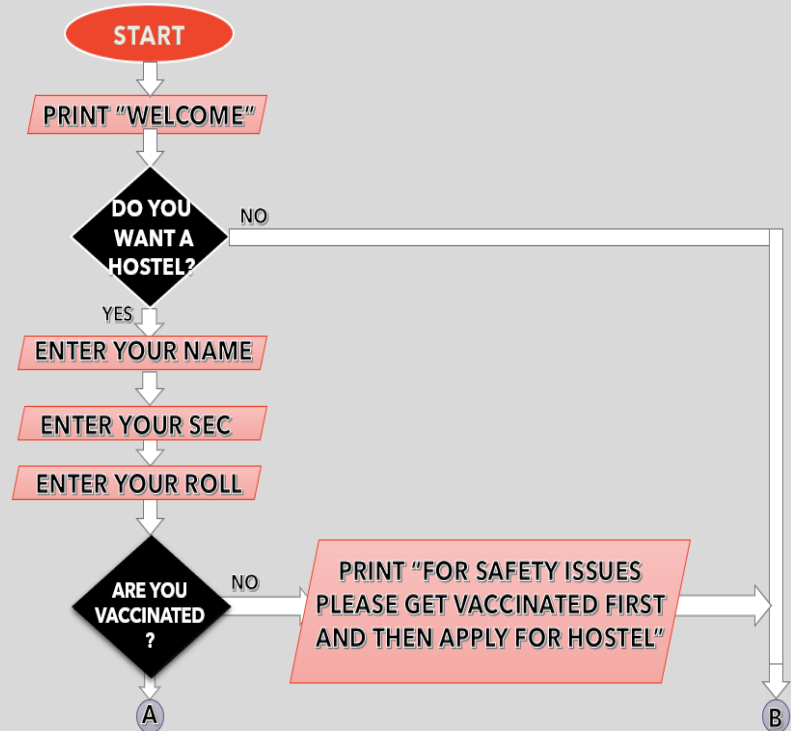 START
PRINT “WELCOME”
DO YOU
WANT A
HOSTEL?
NO
YES
ENTER YOUR NAME
ENTER YOUR SEC
ENTER YOUR ROLL
ARE YOU
VACCINATED
?
NO
PRINT “FOR SAFETY ISSUES
PLEASE GET VACCINATED FIRST
AND THEN APPLY FOR HOSTEL”
A
B